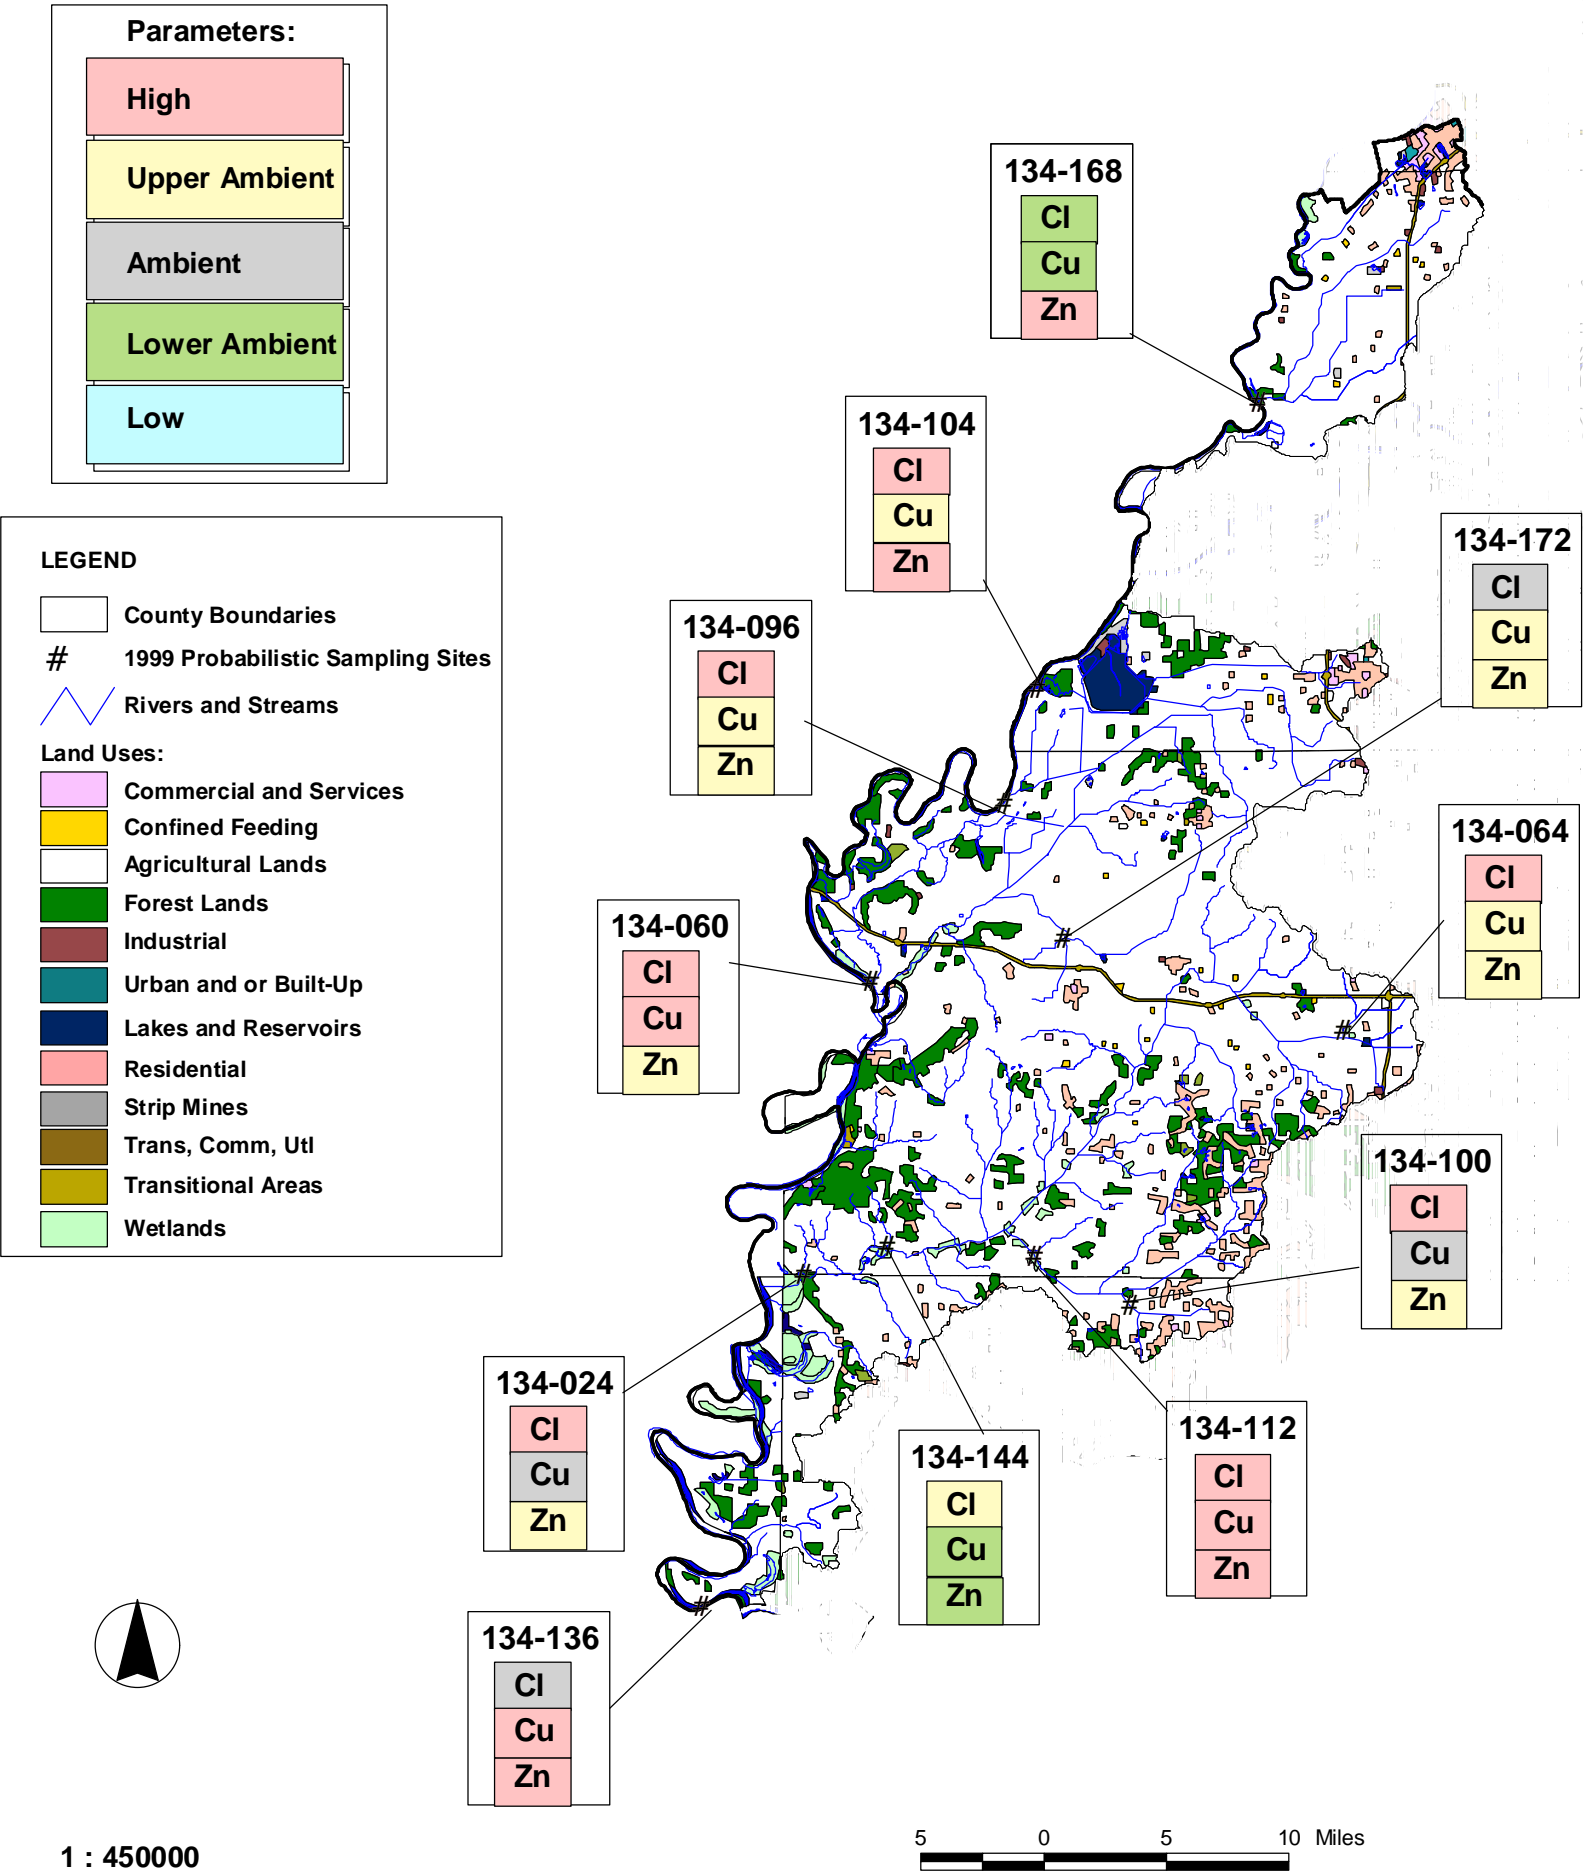 Parameters:
High
Upper Ambient
Ambient
Lower Ambient
Low
LEGEND
County Boundaries
# 1999 Probabilistic Sampling Sites
Rivers and Streams
Land Uses:
Commercial and Services
Confined Feeding
Agricultural Lands
Forest Lands
Industrial
Urban and or Built-Up
Lakes and Reservoirs
Residential
Strip Mines
Trans, Comm, Utl
Transitional Areas
Wetlands
134-168
Cl
Cu
Zn
134-104
Cl
Cu
Zn
134-172
Cl
Cu
Zn
134-096
Cl
Cu
Zn
134-064
Cl
Cu
Zn
134-060
Cl
Cu
Zn
134-100
Cl
Cu
Zn
134-024
Cl
Cu
Zn
134-144
Cl
Cu
Zn
134-112
Cl
Cu
Zn
134-136
Cl
Cu
Zn
#
#
#
#
#
#
#
#
#
#
#
1 : 450000
5 0 5 10 Miles